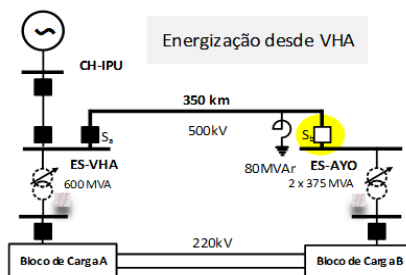 Energização desde VHA
CH-IPU
350 km
Sa
500kV
ES-VHA
80MVAr
ES-AYO
600 MVA
2 x 375 MVA
220kV
Bloco de Carga A
Bloco de Carga B